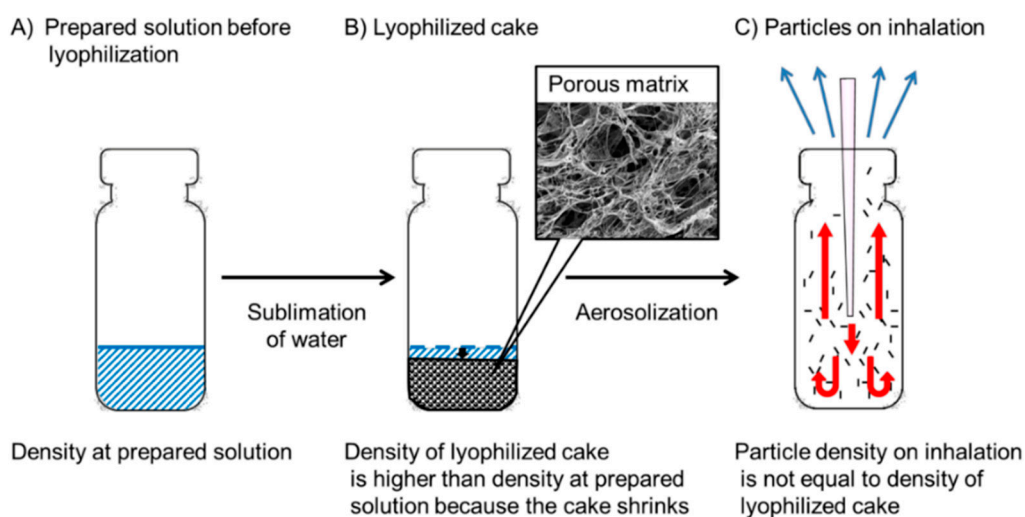 A) Prepared solution before
lyophilization
B) Lyophilized cake
C) Particles on inhalation
Porous matrix
Sublimation
of water
Aerosolization
Density at prepared solution
Density of lyophilized cake
is higher than density at prepared
solution because the cake shrinks
Particle density on inhalation
is not equal to density of
lyophilized cake